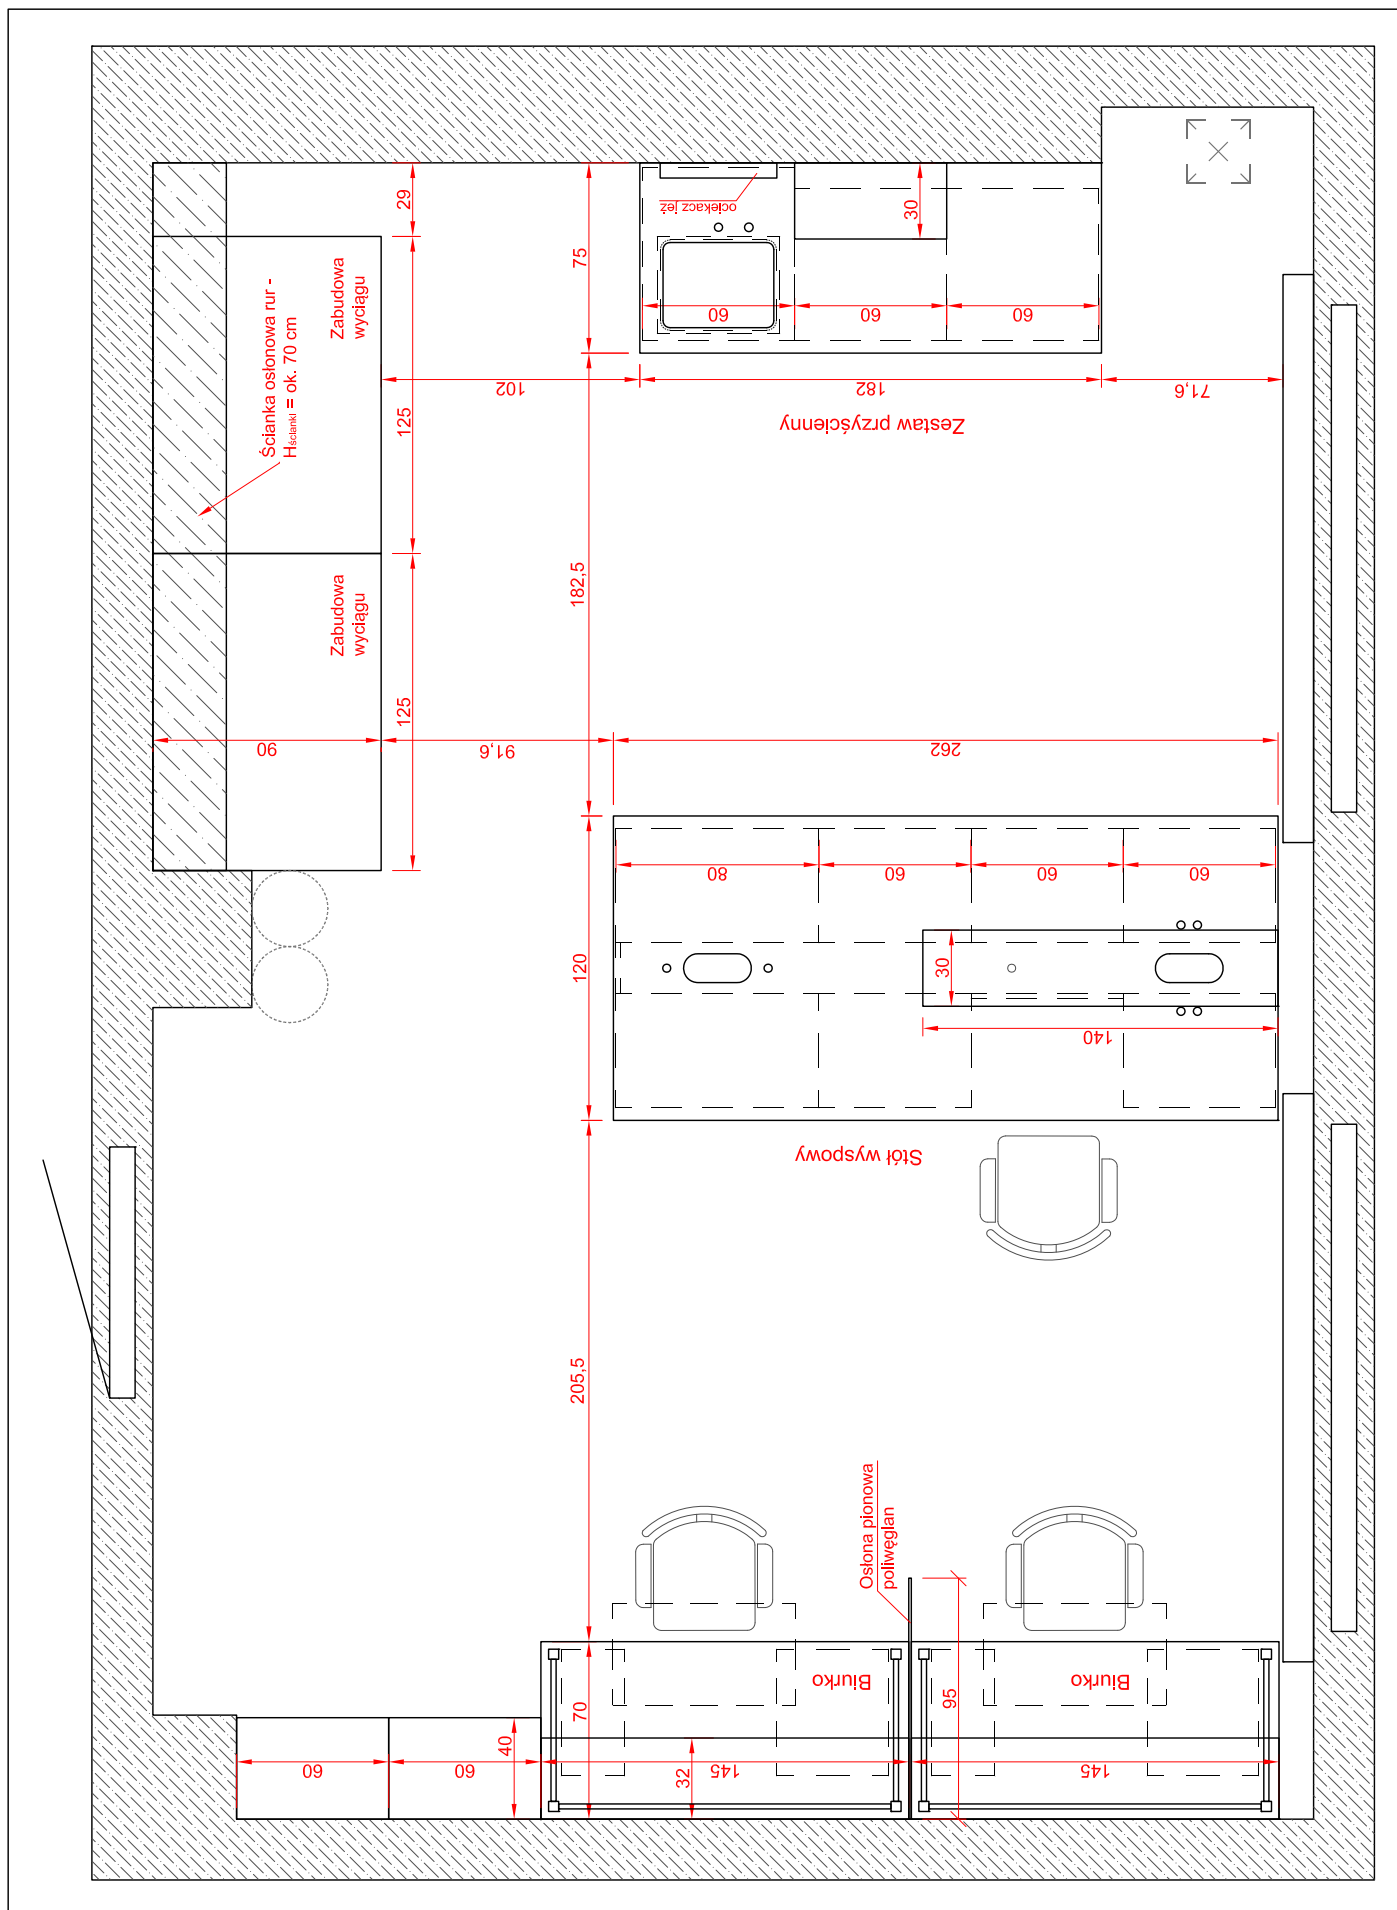 29
Ścianka osłonowa rur -
Hścianki = ok. 70 cm
Zabudowa
wyciągu
125
102
75
ociekacz jeż
30
60
60
60
182
71,6
Zestaw przyścienny
182,5
Zabudowa
wyciągu
125
90
91,6
262
80
60
60
60
120
30
140
Stół wyspowy
205,5
Osłona pionowa
poliwęglan
Biurko
Biurko
70
95
40
32
60
60
145
145